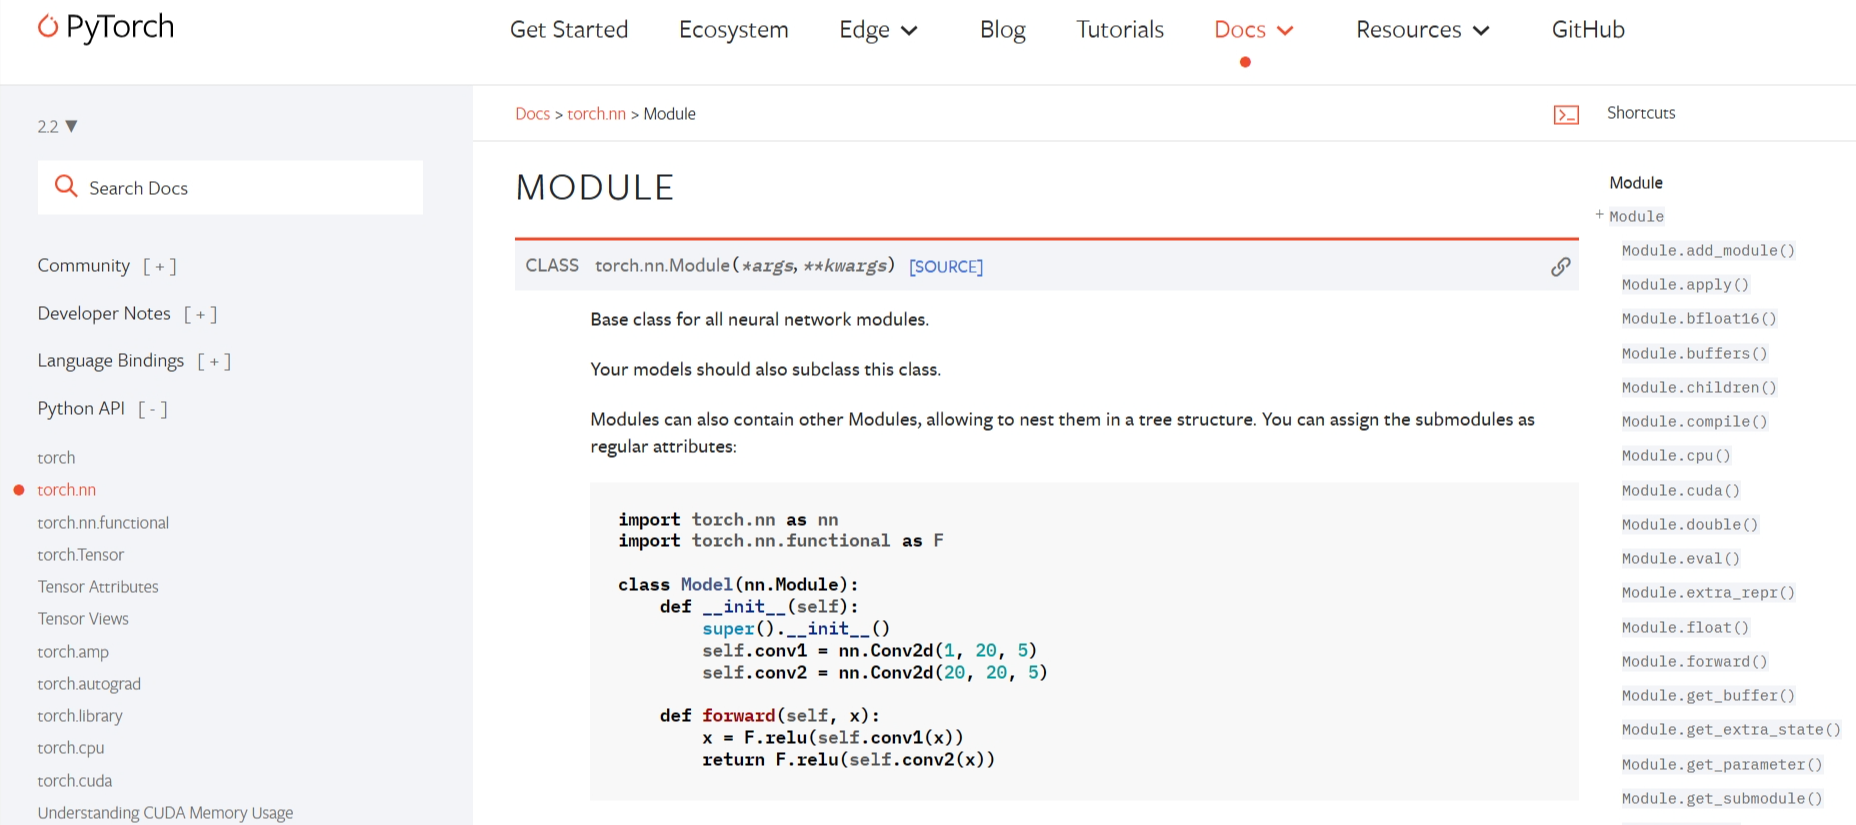 PyTorch
Get Started
Ecosystem
Edge
Blog
Tutorials
Docs
Resources
GitHub
2.2 ▼
Search Docs
Community [ + ]
Developer Notes [ + ]
Language Bindings [ + ]
Python API [ - ]
torch
torch.nn
torch.nn.functional
torch.Tensor
Tensor Attributes
Tensor Views
torch.amp
torch.autograd
torch.library
torch.cpu
torch.cuda
Understanding CUDA Memory Usage
Docs > torch.nn > Module
MODULE
CLASS torch.nn.Module(*args, **kwargs) [SOURCE]
Base class for all neural network modules.
Your models should also subclass this class.
Modules can also contain other Modules, allowing to nest them in a tree structure. You can assign the submodules as
regular attributes:
import torch.nn as nn
import torch.nn.functional as F
class Model(nn.Module):
    def __init__(self):
        super().__init__()
        self.conv1 = nn.Conv2d(1, 20, 5)
        self.conv2 = nn.Conv2d(20, 20, 5)
    def forward(self, x):
        x = F.relu(self.conv1(x))
        return F.relu(self.conv2(x))
Shortcuts
Module
+ Module
Module.add_module()
Module.apply()
Module.bfloat16()
Module.buffers()
Module.children()
Module.compile()
Module.cpu()
Module.cuda()
Module.double()
Module.eval()
Module.extra_repr()
Module.float()
Module.forward()
Module.get_buffer()
Module.get_extra_state()
Module.get_parameter()
Module.get_submodule()